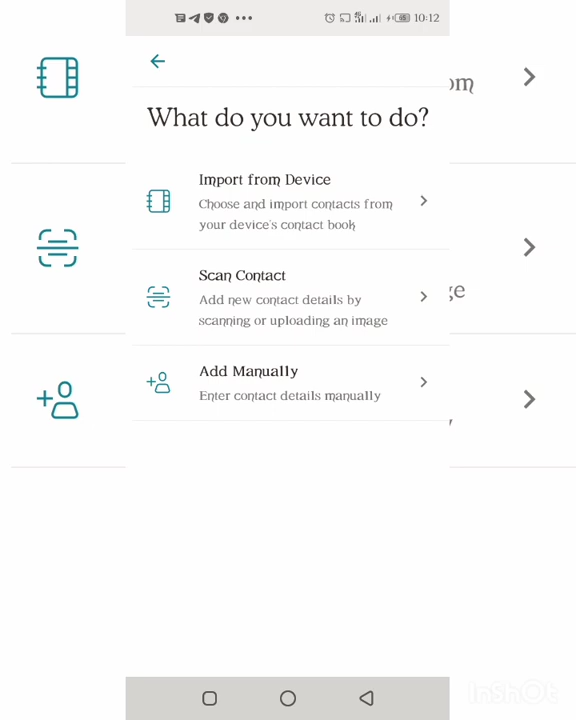 10:12
om
What do you want to do?
Import from Device
Choose and import contacts from
your device's contact book
Scan Contact
Add new contact details by
scanning or uploading an image
ge
Add Manually
Enter contact details manually
InShOt